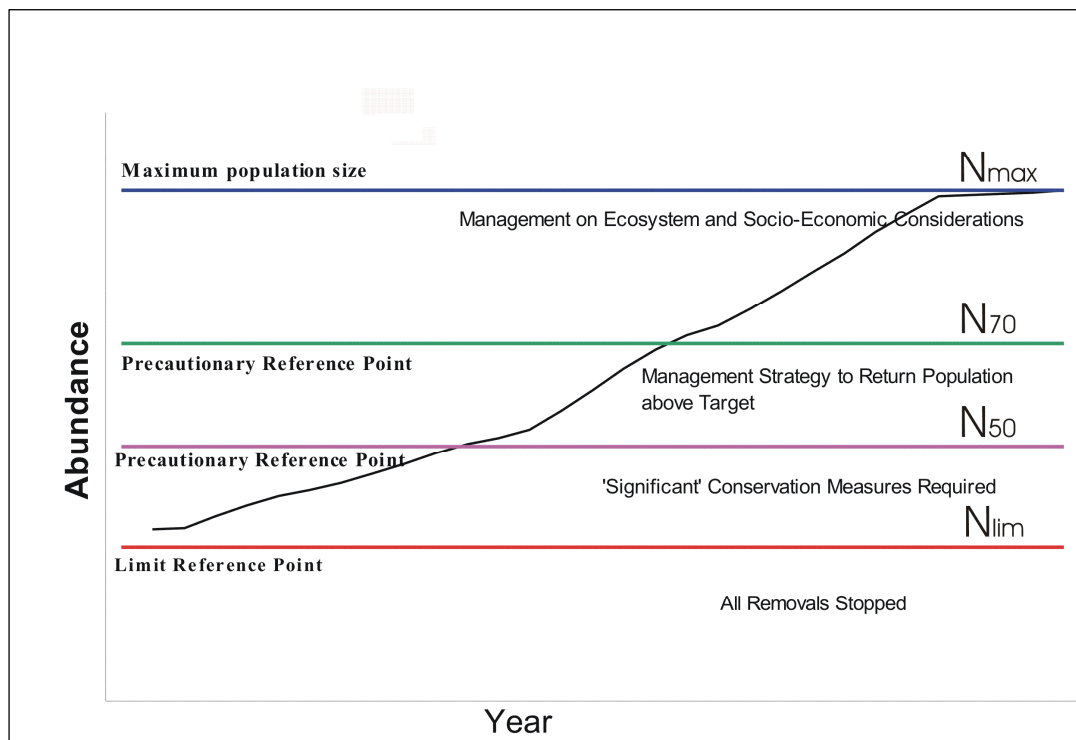 Maximum population size
Nmax
Management on Ecosystem and Socio-Economic Considerations
N70
Precautionary Reference Point
Management Strategy to Return Population
above Target
N50
Precautionary Reference Point
'Significant' Conservation Measures Required
Nlim
Limit Reference Point
All Removals Stopped
Abundance
Year